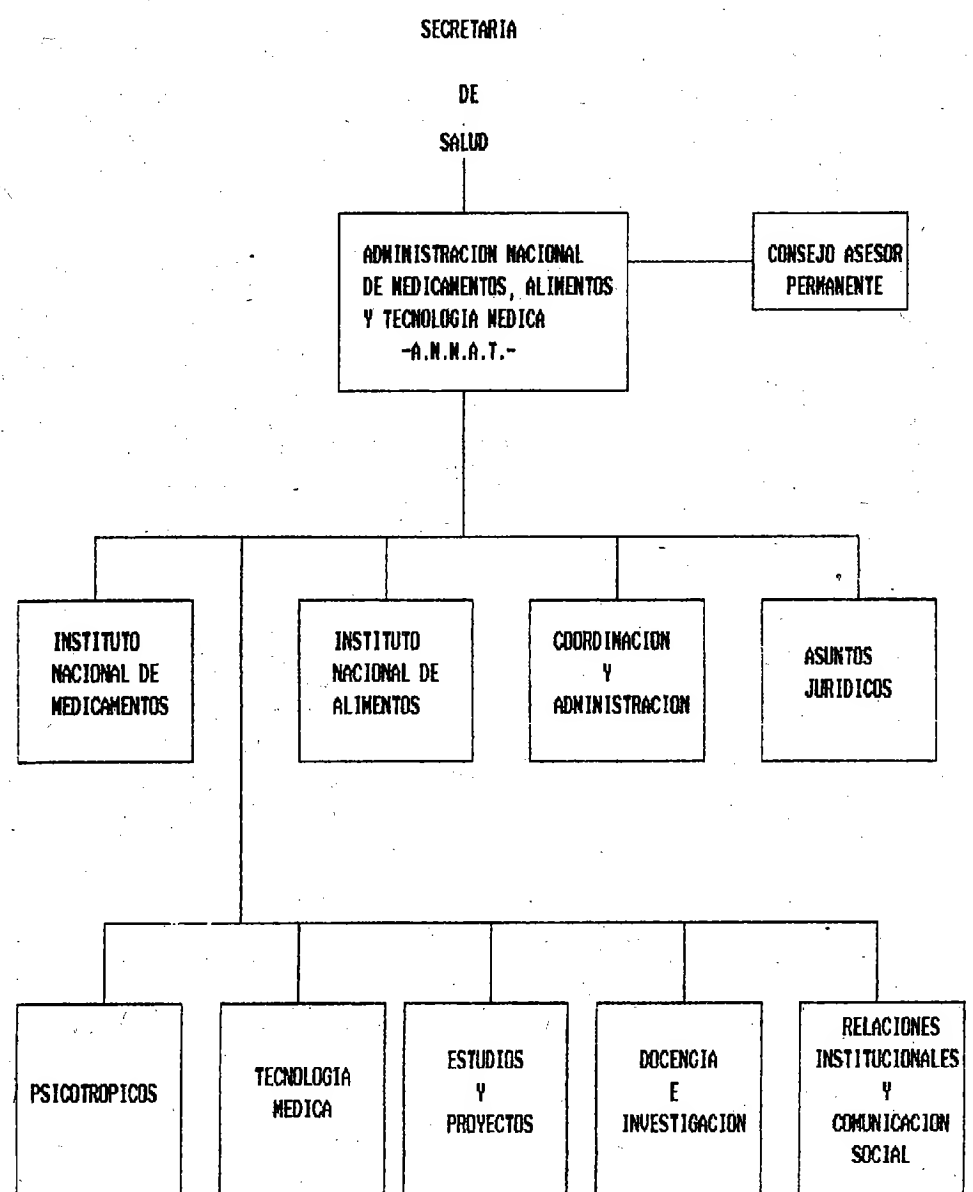 SECRETARIA
DE
SALUD
ADMINISTRACION NACIONAL
DE MEDICAMENTOS, ALIMENTOS
Y TECNOLOGIA MEDICA
-A.N.M.A.T.-
CONSEJO ASESOR
PERMANENTE
INSTITUTO
NACIONAL DE
MEDICAMENTOS
INSTITUTO
NACIONAL DE
ALIMENTOS
COORDINACION
Y
ADMINISTRACION
ASUNTOS
JURIDICOS
PSICOTROPICOS
TECNOLOGIA
MEDICA
ESTUDIOS
Y
PROYECTOS
DOCENCIA
E
INVESTIGACION
RELACIONES
INSTITUCIONALES
Y
COMUNICACION
SOCIAL